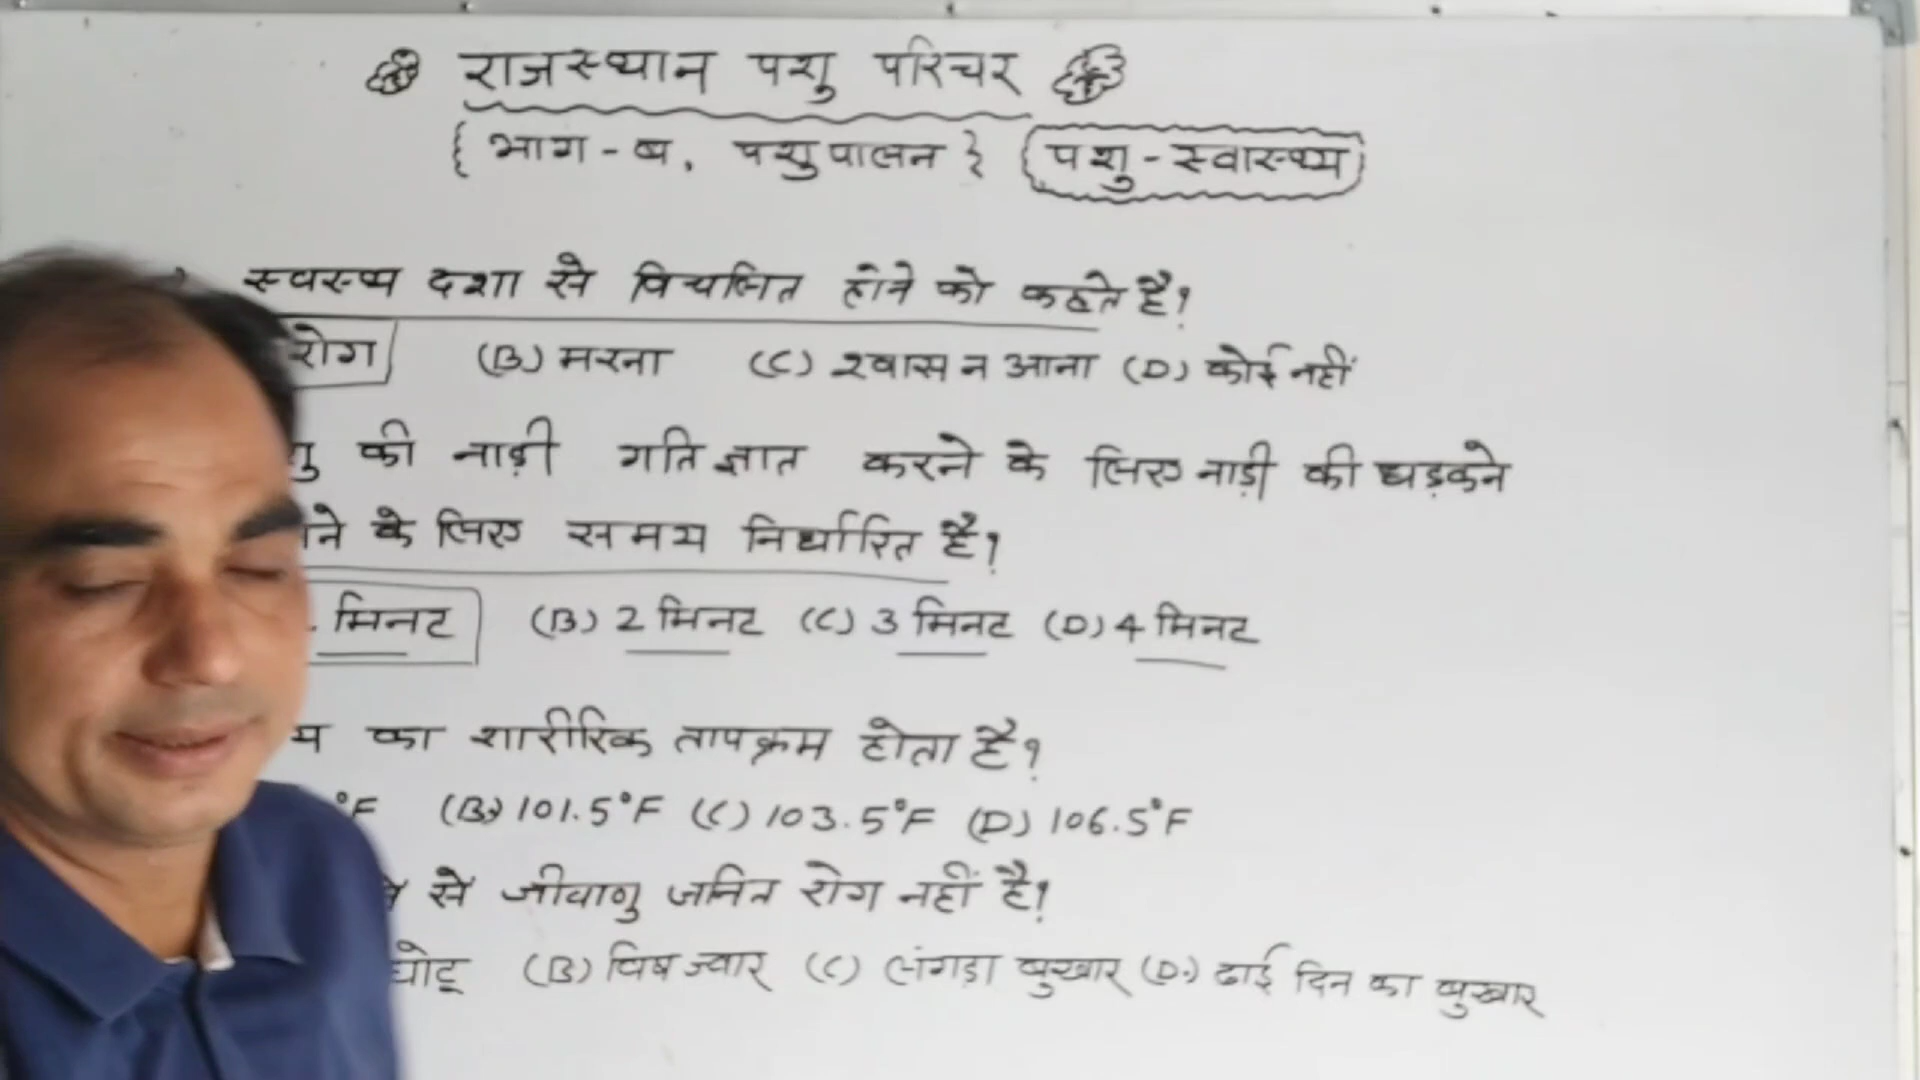 राजस्थान पशु परिचर
{ भाग - ब. पशुपालन } पशु - स्वास्थ्य
स्वस्थ्य दशा से विचलित होने को कहते है?
रोग (B) मरना (C) श्वास न आना (D) कोई नहीं
की नाड़ी गति ज्ञात करने के लिए नाड़ी की धड़कने
के लिए समय निर्धारित है?
मिनट (B) 2 मिनट (C) 3 मिनट (D) 4 मिनट
का शारीरिक तापक्रम होता है?
°F (B) 101.5°F (C) 103.5°F (D) 106.5°F
से जीवाणु जनित रोग नहीं है?
घोटू (B) विष ज्वार (C) लंगड़ा बुखार (D.) ढाई दिन का बुखार